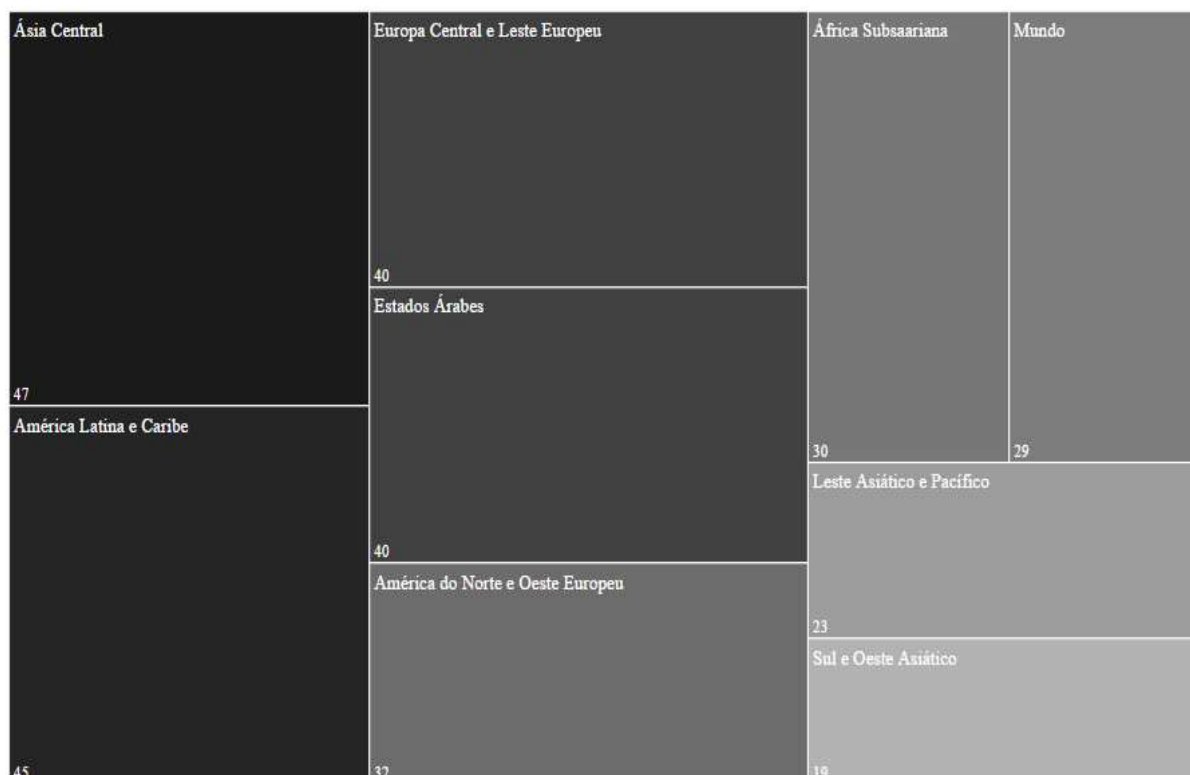 Ásia Central
47
América Latina e Caribe
45
Europa Central e Leste Europeu
40
Estados Árabes
40
América do Norte e Oeste Europeu
32
África Subsaariana
30
Mundo
29
Leste Asiático e Pacífico
23
Sul e Oeste Asiático
19